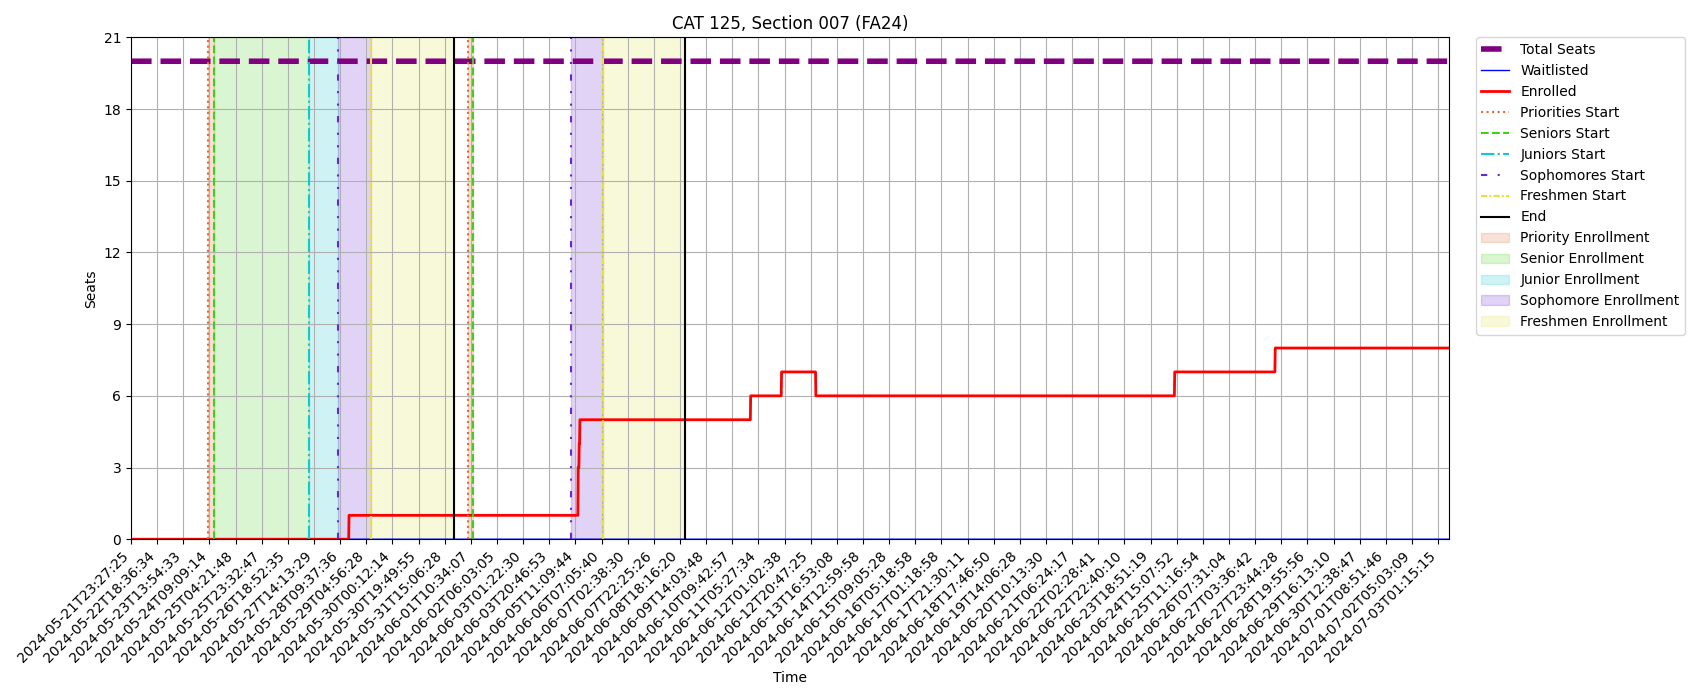 CAT 125, Section 007 (FA24)
21
18
15
12
9
6
3
0
Seats
2024-05-21T23:27:25
2024-05-22T18:36:34
2024-05-23T13:54:33
2024-05-24T09:09:14
2024-05-25T04:21:48
2024-05-25T23:32:47
2024-05-26T18:52:35
2024-05-27T14:13:29
2024-05-28T09:37:36
2024-05-29T04:56:28
2024-05-30T00:12:14
2024-05-30T19:49:55
2024-05-31T15:06:28
2024-06-01T10:34:07
2024-06-02T06:03:05
2024-06-03T01:22:30
2024-06-03T20:46:53
2024-06-05T11:09:44
2024-06-06T07:05:40
2024-06-07T02:38:30
2024-06-07T22:25:26
2024-06-08T18:16:20
2024-06-09T14:03:48
2024-06-10T09:42:57
2024-06-11T05:27:34
2024-06-12T01:02:38
2024-06-12T20:47:25
2024-06-13T16:53:08
2024-06-14T12:59:58
2024-06-15T09:05:28
2024-06-16T05:18:58
2024-06-17T01:18:58
2024-06-17T21:30:11
2024-06-18T17:46:50
2024-06-19T14:06:28
2024-06-20T10:13:30
2024-06-21T06:24:17
2024-06-22T02:28:41
2024-06-22T22:40:10
2024-06-23T18:51:19
2024-06-24T15:07:52
2024-06-25T11:16:54
2024-06-26T07:31:04
2024-06-27T03:36:42
2024-06-27T23:44:28
2024-06-28T19:55:56
2024-06-29T16:13:10
2024-06-30T12:38:47
2024-07-01T08:51:46
2024-07-02T05:03:09
2024-07-03T01:15:15
Time
Total Seats
Waitlisted
Enrolled
Priorities Start
Seniors Start
Juniors Start
Sophomores Start
Freshmen Start
End
Priority Enrollment
Senior Enrollment
Junior Enrollment
Sophomore Enrollment
Freshmen Enrollment